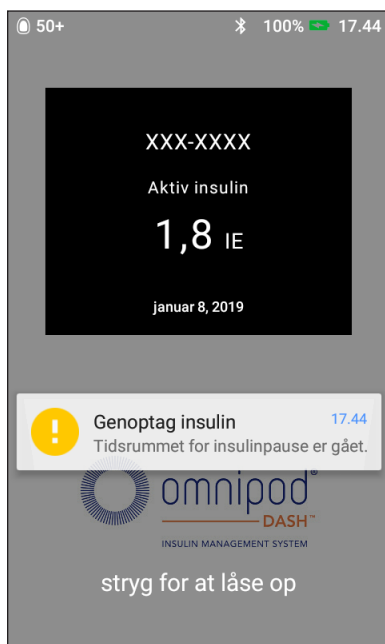 50+ 100% 17.44
XXX-XXXX
Aktiv insulin
1,8 IE
januar 8, 2019
Genoptag insulin 17.44
Tidsrummet for insulinpause er gået.
omnipod®
DASH™
INSULIN MANAGEMENT SYSTEM
stryg for at låse op